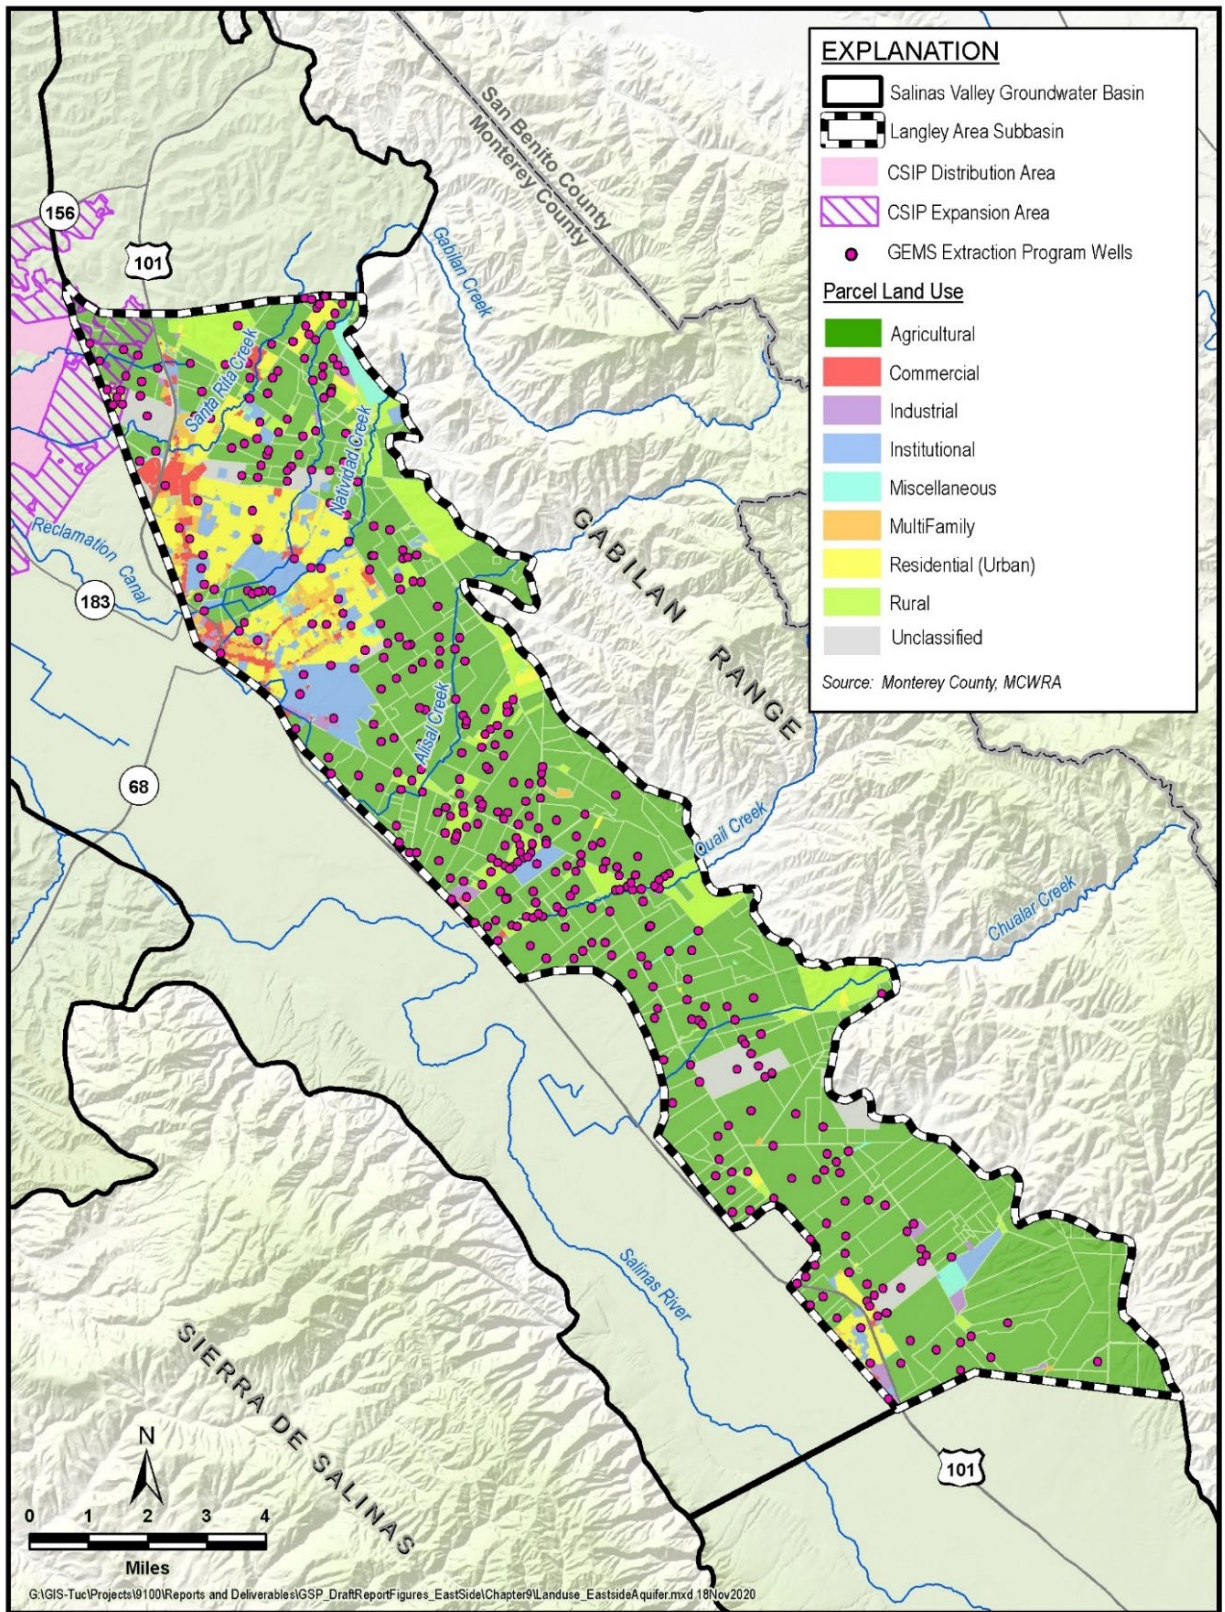 EXPLANATION
Salinas Valley Groundwater Basin
Langley Area Subbasin
CSIP Distribution Area
CSIP Expansion Area
GEMS Extraction Program Wells
Parcel Land Use
Agricultural
Commercial
Industrial
Institutional
Miscellaneous
MultiFamily
Residential (Urban)
Rural
Unclassified
Source: Monterey County, MCWRA
San Benito County
Monterey County
156
101
Gabilan Creek
Santa Rita Creek
Natividad Creek
Reclamation Canal
183
GABILAN RANGE
Alisal Creek
68
Quail Creek
Chualar Creek
Salinas River
SIERRA DE SALINAS
101
N
0 1 2 3 4
Miles
G:\GIS-Tuc\Projects\9100\Reports and Deliverables\GSP_DraftReportFigures_EastSide\Chapter9\Landuse_EastsideAquifer.mxd 18Nov2020